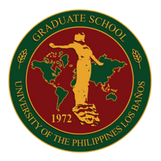 GRADUATE SCHOOL
1972
UNIVERSITY OF THE PHILIPPINES LOS BAÑOS